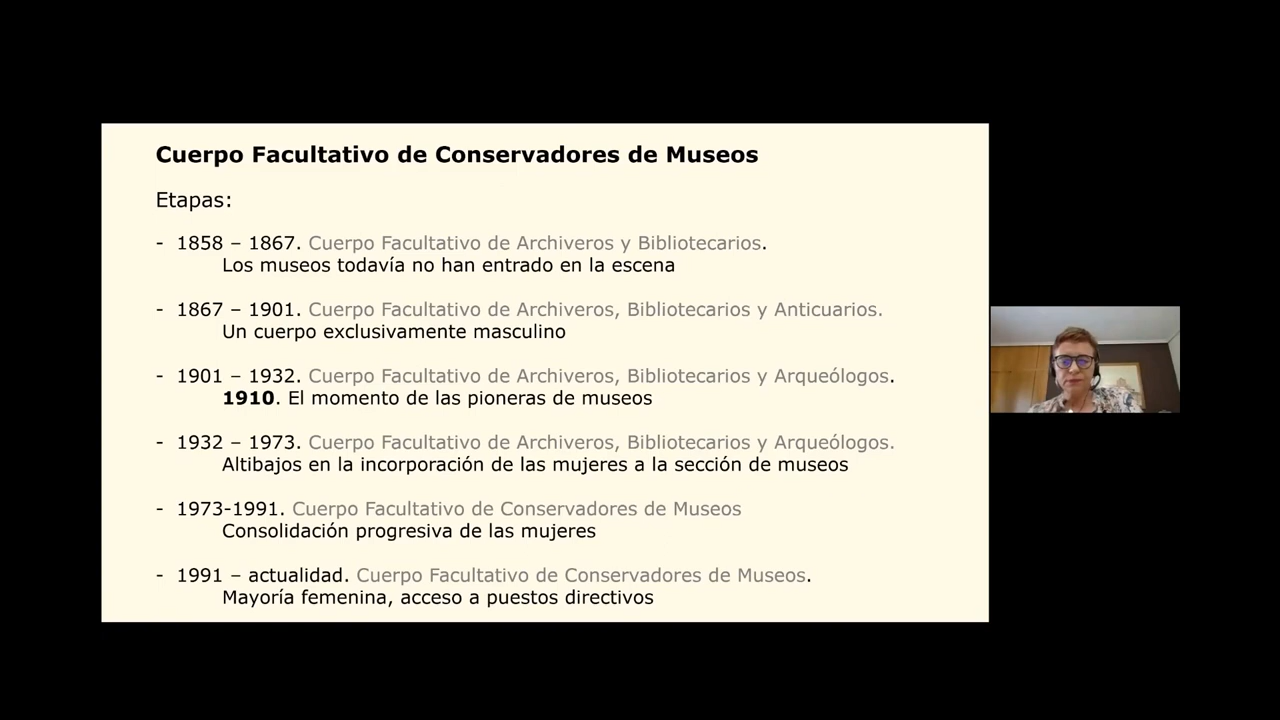 Cuerpo Facultativo de Conservadores de Museos
Etapas:
- 1858 – 1867. Cuerpo Facultativo de Archiveros y Bibliotecarios.
Los museos todavía no han entrado en la escena
- 1867 – 1901. Cuerpo Facultativo de Archiveros, Bibliotecarios y Anticuarios.
Un cuerpo exclusivamente masculino
- 1901 – 1932. Cuerpo Facultativo de Archiveros, Bibliotecarios y Arqueólogos.
1910. El momento de las pioneras de museos
- 1932 – 1973. Cuerpo Facultativo de Archiveros, Bibliotecarios y Arqueólogos.
Altibajos en la incorporación de las mujeres a la sección de museos
- 1973-1991. Cuerpo Facultativo de Conservadores de Museos
Consolidación progresiva de las mujeres
- 1991 – actualidad. Cuerpo Facultativo de Conservadores de Museos.
Mayoría femenina, acceso a puestos directivos